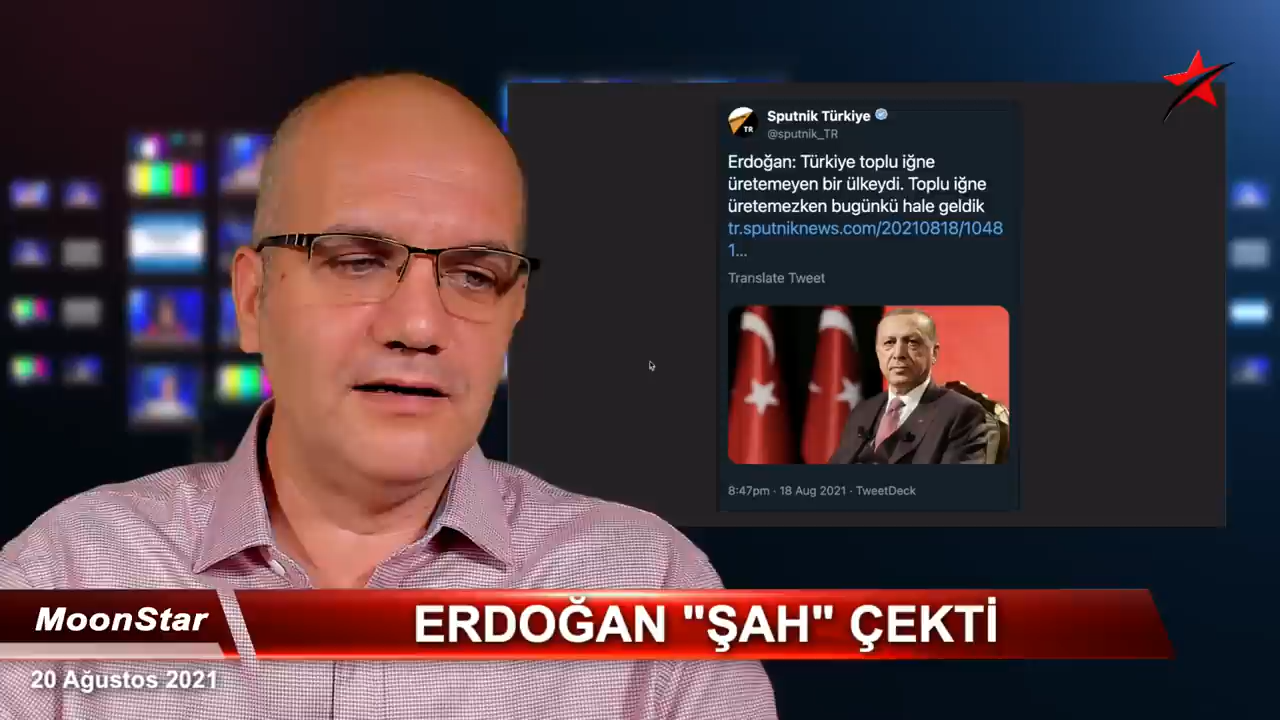 Sputnik Türkiye
@sputnik_TR
Erdoğan: Türkiye toplu iğne
üretemeyen bir ülkeydi. Toplu iğne
üretemezken bugünkü hale geldik
tr.sputniknews.com/20210818/1048
1...
Translate Tweet
TR
8:47pm · 18 Aug 2021 · TweetDeck
MoonStar
ERDOĞAN "ŞAH" ÇEKTİ
20 Ağustos 2021